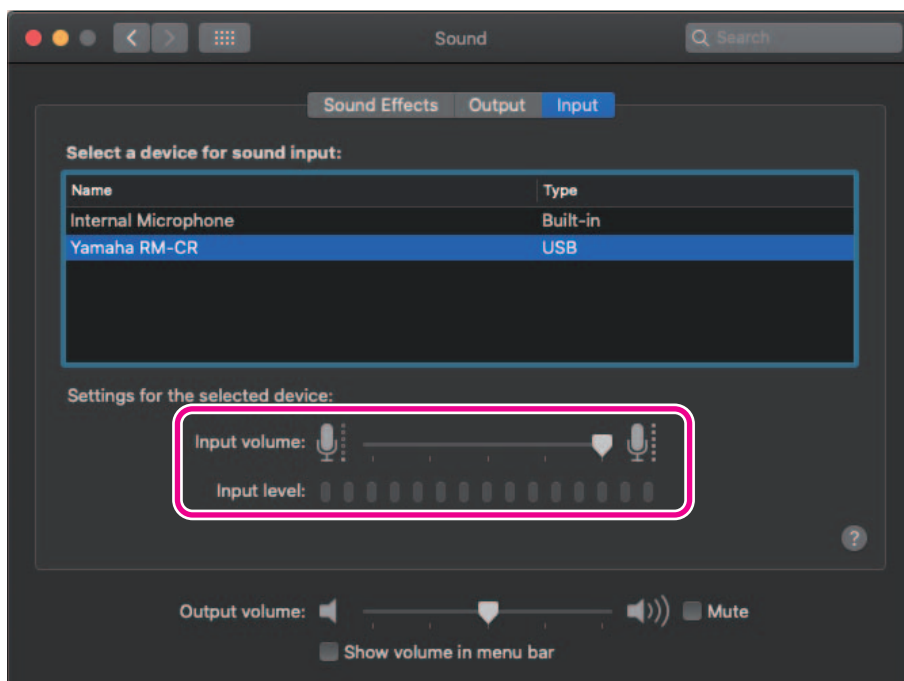 Sound
Search
Sound Effects Output Input
Select a device for sound input:
Name Type
Internal Microphone Built-in
Yamaha RM-CR USB
Settings for the selected device:
Input volume:
Input level:
?
Output volume: Mute
Show volume in menu bar